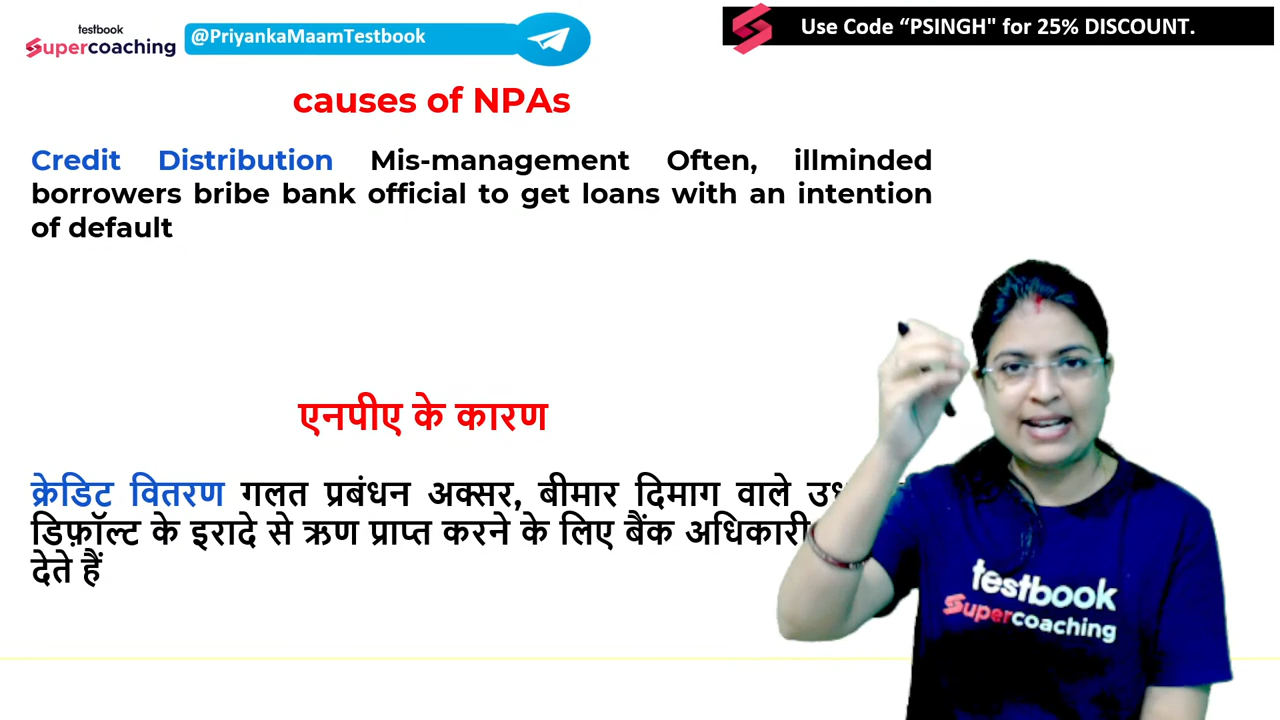 testbook
Supercoaching
@PriyankaMaamTestbook
Use Code “PSINGH" for 25% DISCOUNT.
causes of NPAs
Credit Distribution Mis-management Often, illminded
borrowers bribe bank official to get loans with an intention
of default
एनपीए के कारण
क्रेडिट वितरण गलत प्रबंधन अक्सर, बीमार दिमाग वाले
डिफ़ॉल्ट के इरादे से ऋण प्राप्त करने के लिए बैंक अधिकारी
देते हैं
testbook
Supercoaching